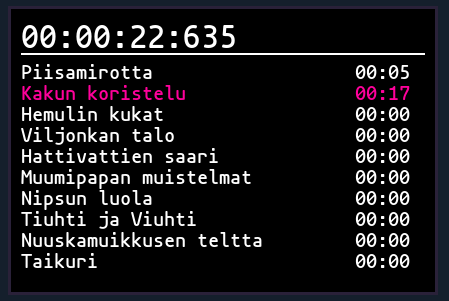 00:00:22:635
Piisamirotta 00:05
Kakun koristelu 00:17
Hemulin kukat 00:00
Viljonkan talo 00:00
Hattivattien saari 00:00
Muumipapan muistelmat 00:00
Nipsun luola 00:00
Tiuhti ja Viuhti 00:00
Nuuskamuikkusen teltta 00:00
Taikuri 00:00